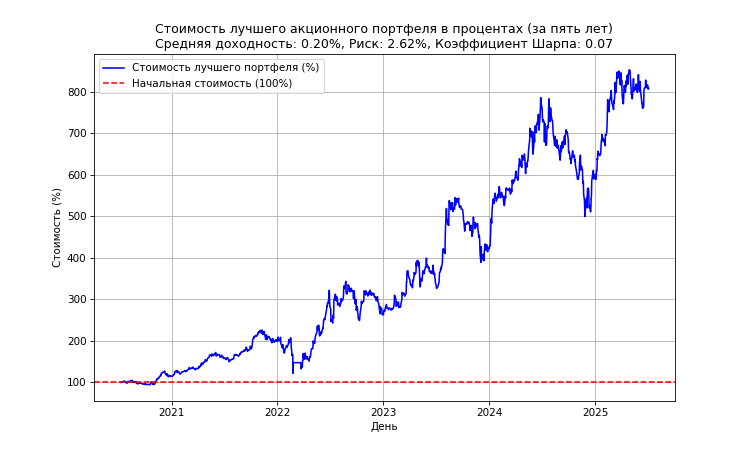 Стоимость лучшего акционного портфеля в процентах (за пять лет)
Средняя доходность: 0.20%, Риск: 2.62%, Коэффициент Шарпа: 0.07
Стоимость лучшего портфеля (%)
Начальная стоимость (100%)
Стоимость (%)
800
700
600
500
400
300
200
100
2021
2022
2023
2024
2025
День